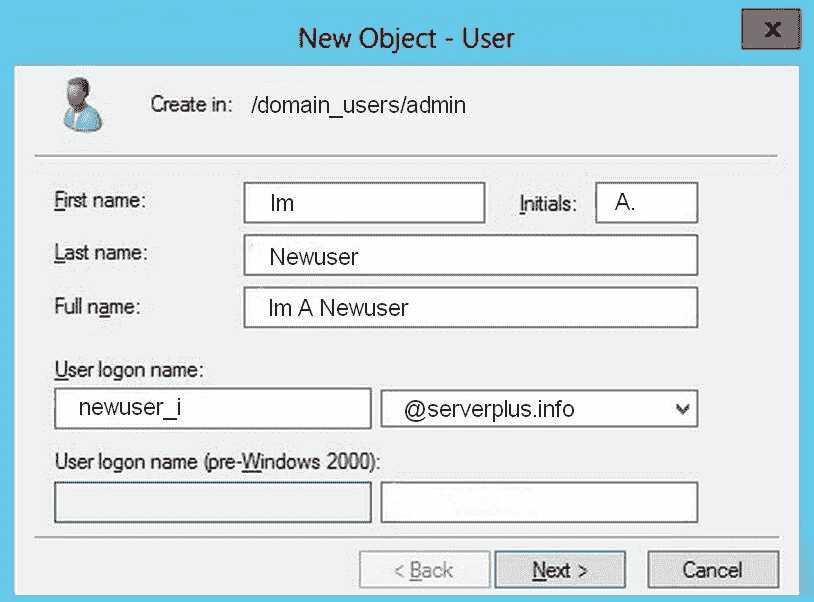 New Object - User
x
Create in: /domain_users/admin
First name: Im Initials: A.
Last name: Newuser
Full name: Im A Newuser
User logon name:
newuser_i @serverplus.info
User logon name (pre-Windows 2000):
< Back Next > Cancel